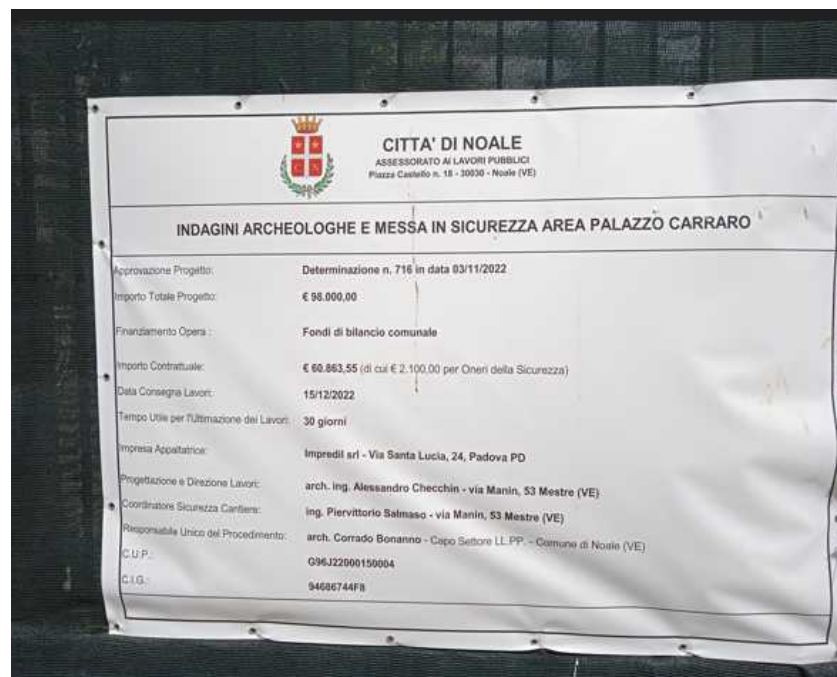 CITTA' DI NOALE
ASSESSORATO AI LAVORI PUBBLICI
Piazza Castello n. 18 - 30030 - Noale (VE)
INDAGINI ARCHEOLOGHE E MESSA IN SICUREZZA AREA PALAZZO CARRARO
Approvazione Progetto: Determinazione n. 716 in data 03/11/2022
Importo Totale Progetto: € 98.000,00
Finanziamento Opera : Fondi di bilancio comunale
Importo Contrattuale: € 60.863,55 (di cui € 2.100,00 per Oneri della Sicurezza)
Data Consegna Lavori: 15/12/2022
Tempo Utile per l'Ultimazione dei Lavori: 30 giorni
Impresa Appaltatrice: Impredil srl - Via Santa Lucia, 24, Padova PD
Progettazione e Direzione Lavori: arch. ing. Alessandro Checchin - via Manin, 53 Mestre (VE)
Coordinatore Sicurezza Cantiere: ing. Piervittorio Salmaso - via Manin, 53 Mestre (VE)
Responsabile Unico del Procedimento: arch. Corrado Bonanno - Capo Settore LL.PP. - Comune di Noale (VE)
C.U.P.: G96J22000150004
C.I.G.: 94686744F8